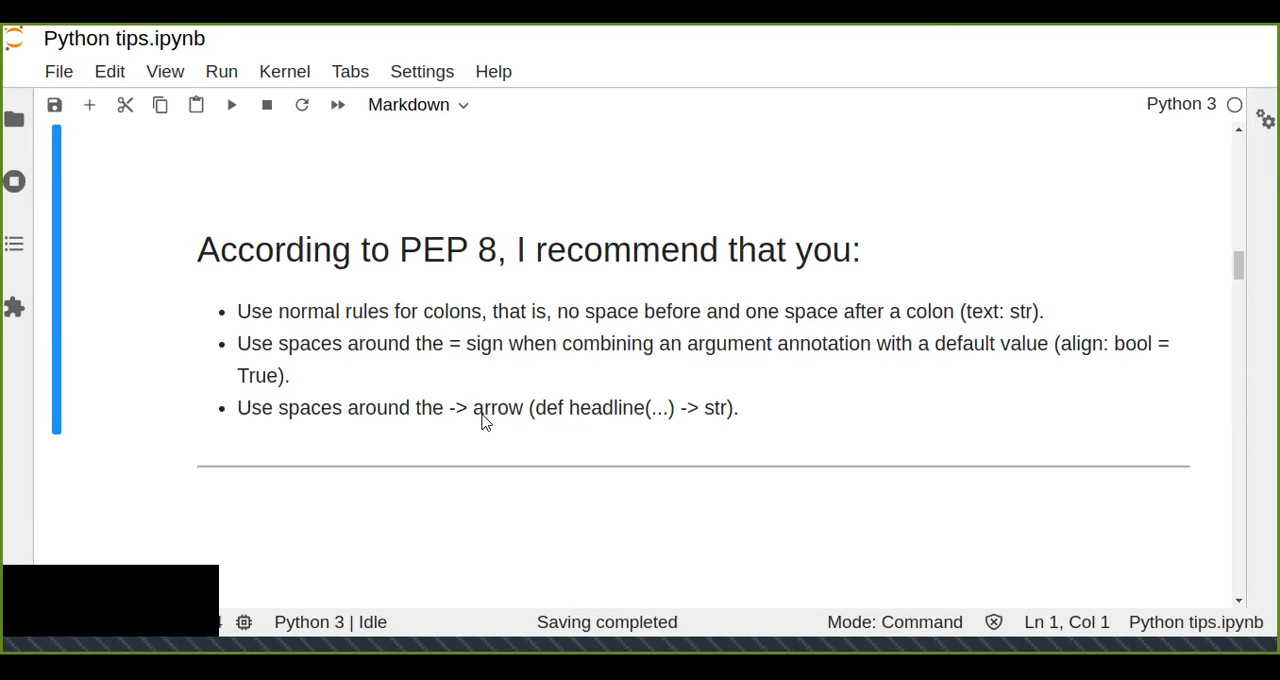 Python tips.ipynb
File Edit View Run Kernel Tabs Settings Help
Markdown Python 3
According to PEP 8, I recommend that you:
• Use normal rules for colons, that is, no space before and one space after a colon (text: str).
• Use spaces around the = sign when combining an argument annotation with a default value (align: bool =
True).
• Use spaces around the -> arrow (def headline(...) -> str).
Python 3 | Idle Saving completed Mode: Command Ln 1, Col 1 Python tips.ipynb